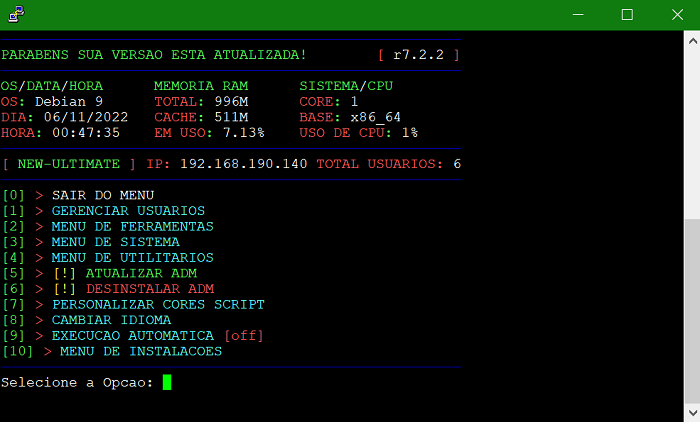 PARABENS SUA VERSAO ESTA ATUALIZADA! [ r7.2.2 ]
OS/DATA/HORA MEMORIA RAM SISTEMA/CPU
OS: Debian 9 TOTAL: 996M CORE: 1
DIA: 06/11/2022 CACHE: 511M BASE: x86_64
HORA: 00:47:35 EM USO: 7.13% USO DE CPU: 1%
[ NEW-ULTIMATE ] IP: 192.168.190.140 TOTAL USUARIOS: 6
[0] > SAIR DO MENU
[1] > GERENCIAR USUARIOS
[2] > MENU DE FERRAMENTAS
[3] > MENU DE SISTEMA
[4] > MENU DE UTILITARIOS
[5] > [!] ATUALIZAR ADM
[6] > [!] DESINSTALAR ADM
[7] > PERSONALIZAR CORES SCRIPT
[8] > CAMBIAR IDIOMA
[9] > EXECUCAO AUTOMATICA [off]
[10] > MENU DE INSTALACOES
Selecione a Opcao: